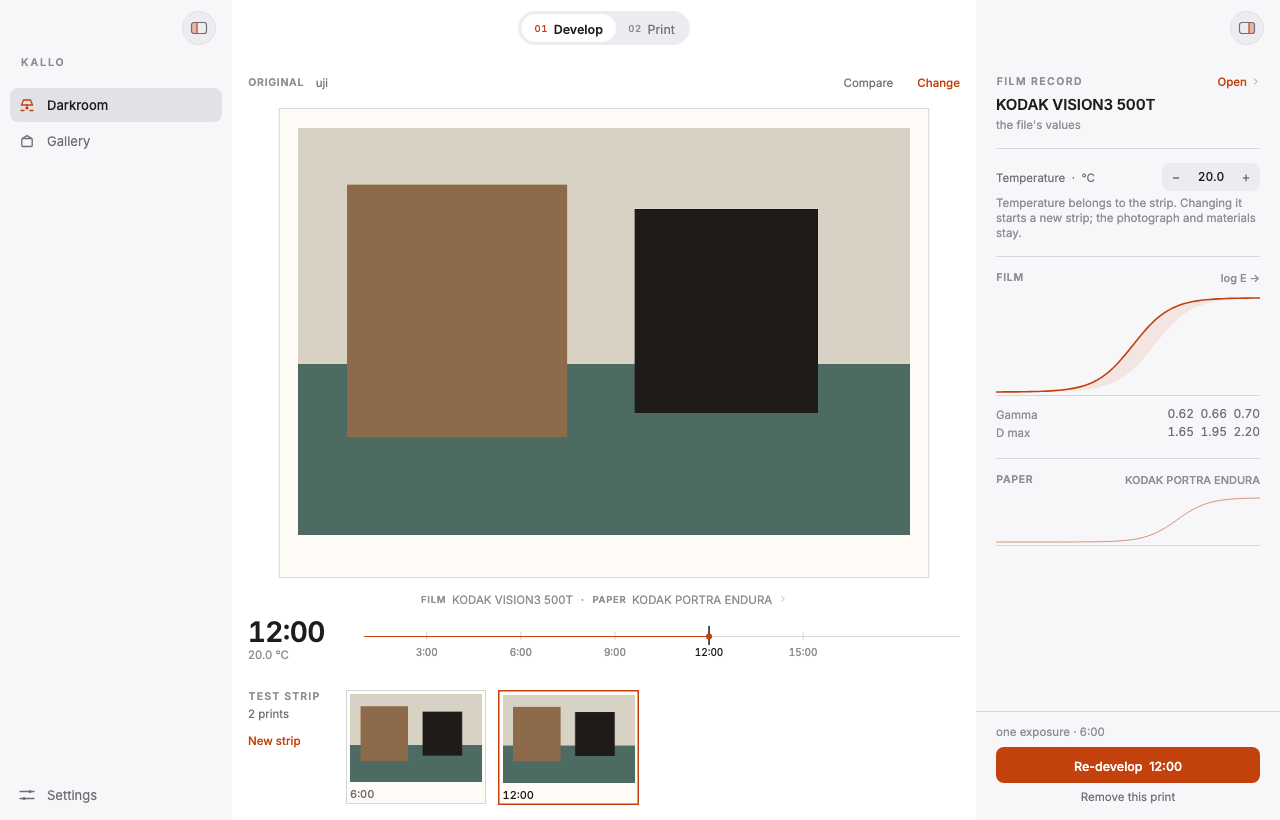 KALLO
Darkroom
Gallery
Settings
01 Develop 02 Print
ORIGINAL uji
Compare Change
FILM KODAK VISION3 500T · PAPER KODAK PORTRA ENDURA
12:00
20.0 °C
3:00 6:00 9:00 12:00 15:00
TEST STRIP
2 prints
New strip
6:00
12:00
FILM RECORD Open
KODAK VISION3 500T
the file's values
Temperature · °C − 20.0 +
Temperature belongs to the strip. Changing it
starts a new strip; the photograph and materials
stay.
FILM log E →
Gamma 0.62 0.66 0.70
D max 1.65 1.95 2.20
PAPER KODAK PORTRA ENDURA
one exposure · 6:00
Re-develop 12:00
Remove this print